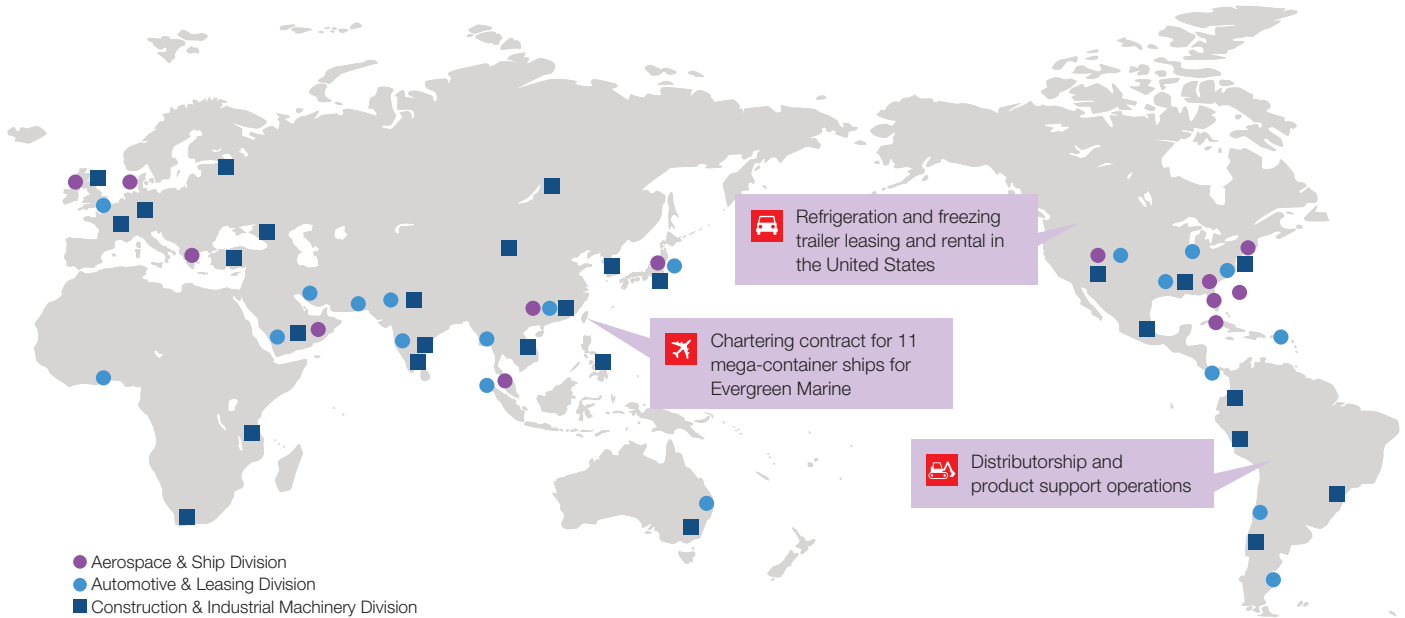 Refrigeration and freezing
trailer leasing and rental in
the United States
Chartering contract for 11
mega-container ships for
Evergreen Marine
Distributorship and
product support operations
Aerospace & Ship Division
Automotive & Leasing Division
Construction & Industrial Machinery Division